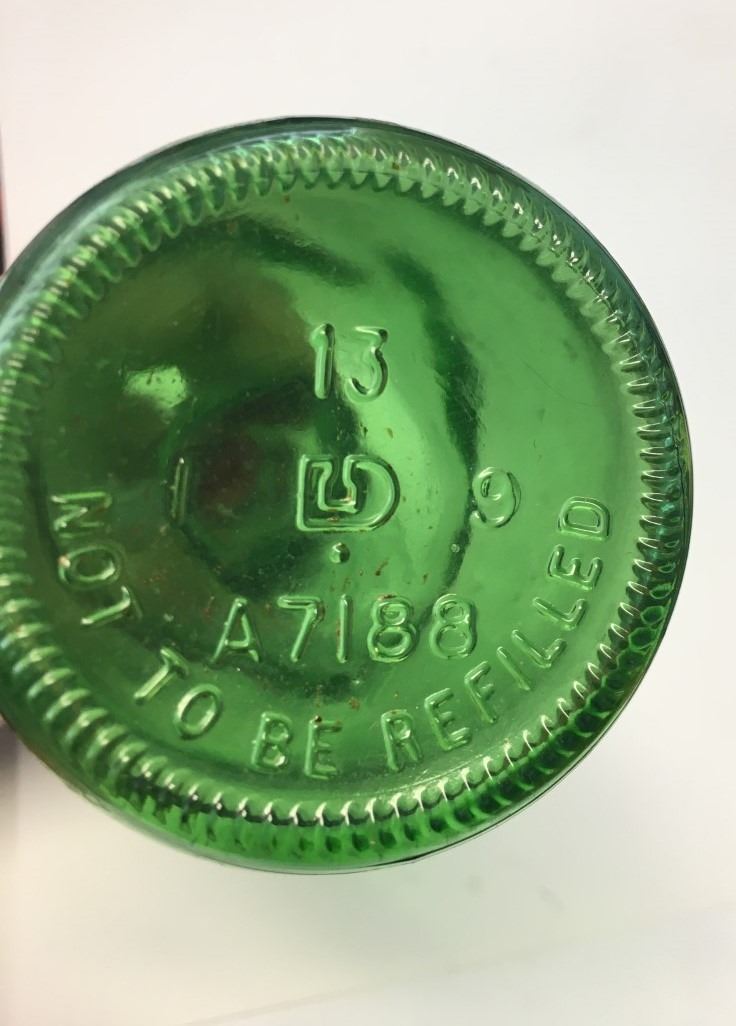 13
1 D 9
A7188
NOT TO BE REFILLED